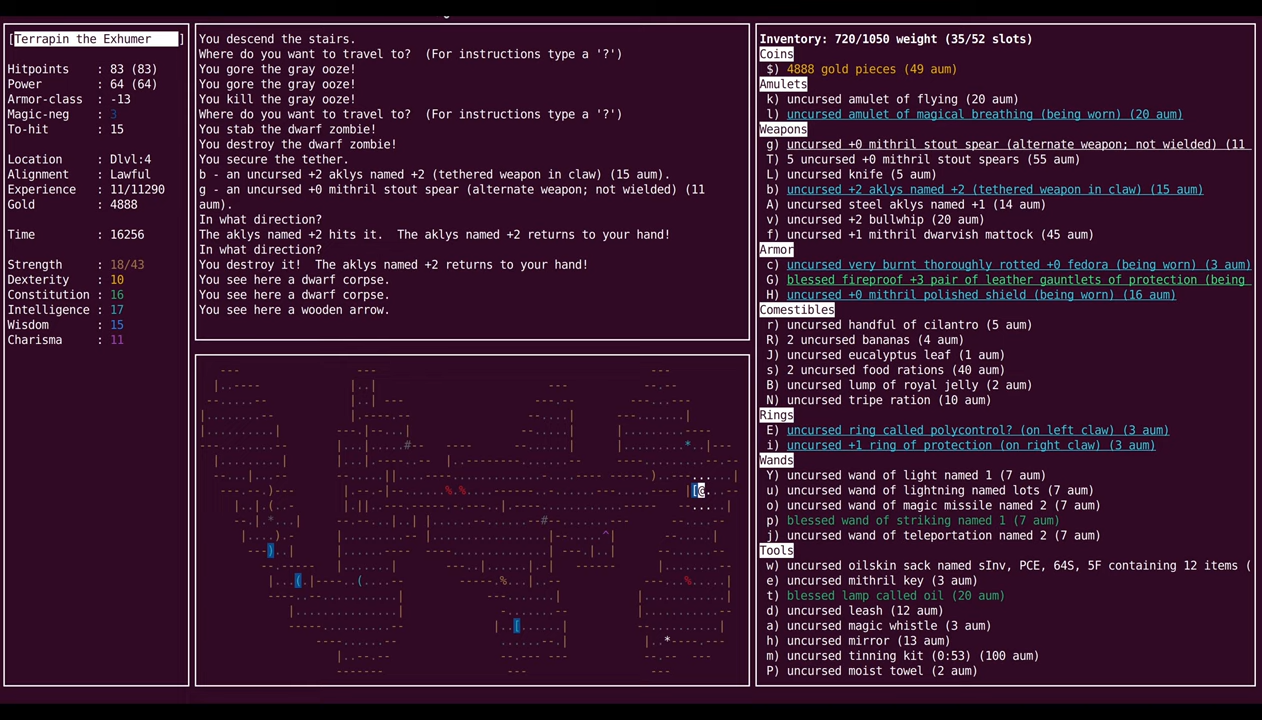 [Terrapin the Exhumer ]
Hitpoints : 83 (83)
Power : 64 (64)
Armor-class : -13
Magic-neg : 3
To-hit : 15
Location : Dlvl:4
Alignment : Lawful
Experience : 11/11290
Gold : 4888
Time : 16256
Strength : 18/43
Dexterity : 10
Constitution : 16
Intelligence : 17
Wisdom : 15
Charisma : 11
You descend the stairs.
Where do you want to travel to? (For instructions type a '?')
You gore the gray ooze!
You gore the gray ooze!
You kill the gray ooze!
Where do you want to travel to? (For instructions type a '?')
You stab the dwarf zombie!
You destroy the dwarf zombie!
You secure the tether.
b - an uncursed +2 aklys named +2 (tethered weapon in claw) (15 aum).
g - an uncursed +0 mithril stout spear (alternate weapon; not wielded) (11
aum).
In what direction?
The aklys named +2 hits it. The aklys named +2 returns to your hand!
In what direction?
You destroy it! The aklys named +2 returns to your hand!
You see here a dwarf corpse.
You see here a dwarf corpse.
You see here a wooden arrow.
Inventory: 720/1050 weight (35/52 slots)
Coins
$) 4888 gold pieces (49 aum)
Amulets
k) uncursed amulet of flying (20 aum)
l) uncursed amulet of magical breathing (being worn) (20 aum)
Weapons
g) uncursed +0 mithril stout spear (alternate weapon; not wielded) (11
T) 5 uncursed +0 mithril stout spears (55 aum)
L) uncursed knife (5 aum)
b) uncursed +2 aklys named +2 (tethered weapon in claw) (15 aum)
A) uncursed steel aklys named +1 (14 aum)
v) uncursed +2 bullwhip (20 aum)
f) uncursed +1 mithril dwarvish mattock (45 aum)
Armor
c) uncursed very burnt thoroughly rotted +0 fedora (being worn) (3 aum)
G) blessed fireproof +3 pair of leather gauntlets of protection (being
H) uncursed +0 mithril polished shield (being worn) (16 aum)
Comestibles
r) uncursed handful of cilantro (5 aum)
R) 2 uncursed bananas (4 aum)
J) uncursed eucalyptus leaf (1 aum)
s) 2 uncursed food rations (40 aum)
B) uncursed lump of royal jelly (2 aum)
N) uncursed tripe ration (10 aum)
Rings
E) uncursed ring called polycontrol? (on left claw) (3 aum)
i) uncursed +1 ring of protection (on right claw) (3 aum)
Wands
Y) uncursed wand of light named 1 (7 aum)
u) uncursed wand of lightning named lots (7 aum)
o) uncursed wand of magic missile named 2 (7 aum)
p) blessed wand of striking named 1 (7 aum)
j) uncursed wand of teleportation named 2 (7 aum)
Tools
w) uncursed oilskin sack named sInv, PCE, 64S, 5F containing 12 items (
e) uncursed mithril key (3 aum)
t) blessed lamp called oil (20 aum)
d) uncursed leash (12 aum)
a) uncursed magic whistle (3 aum)
h) uncursed mirror (13 aum)
m) uncursed tinning kit (0:53) (100 aum)
P) uncursed moist towel (2 aum)